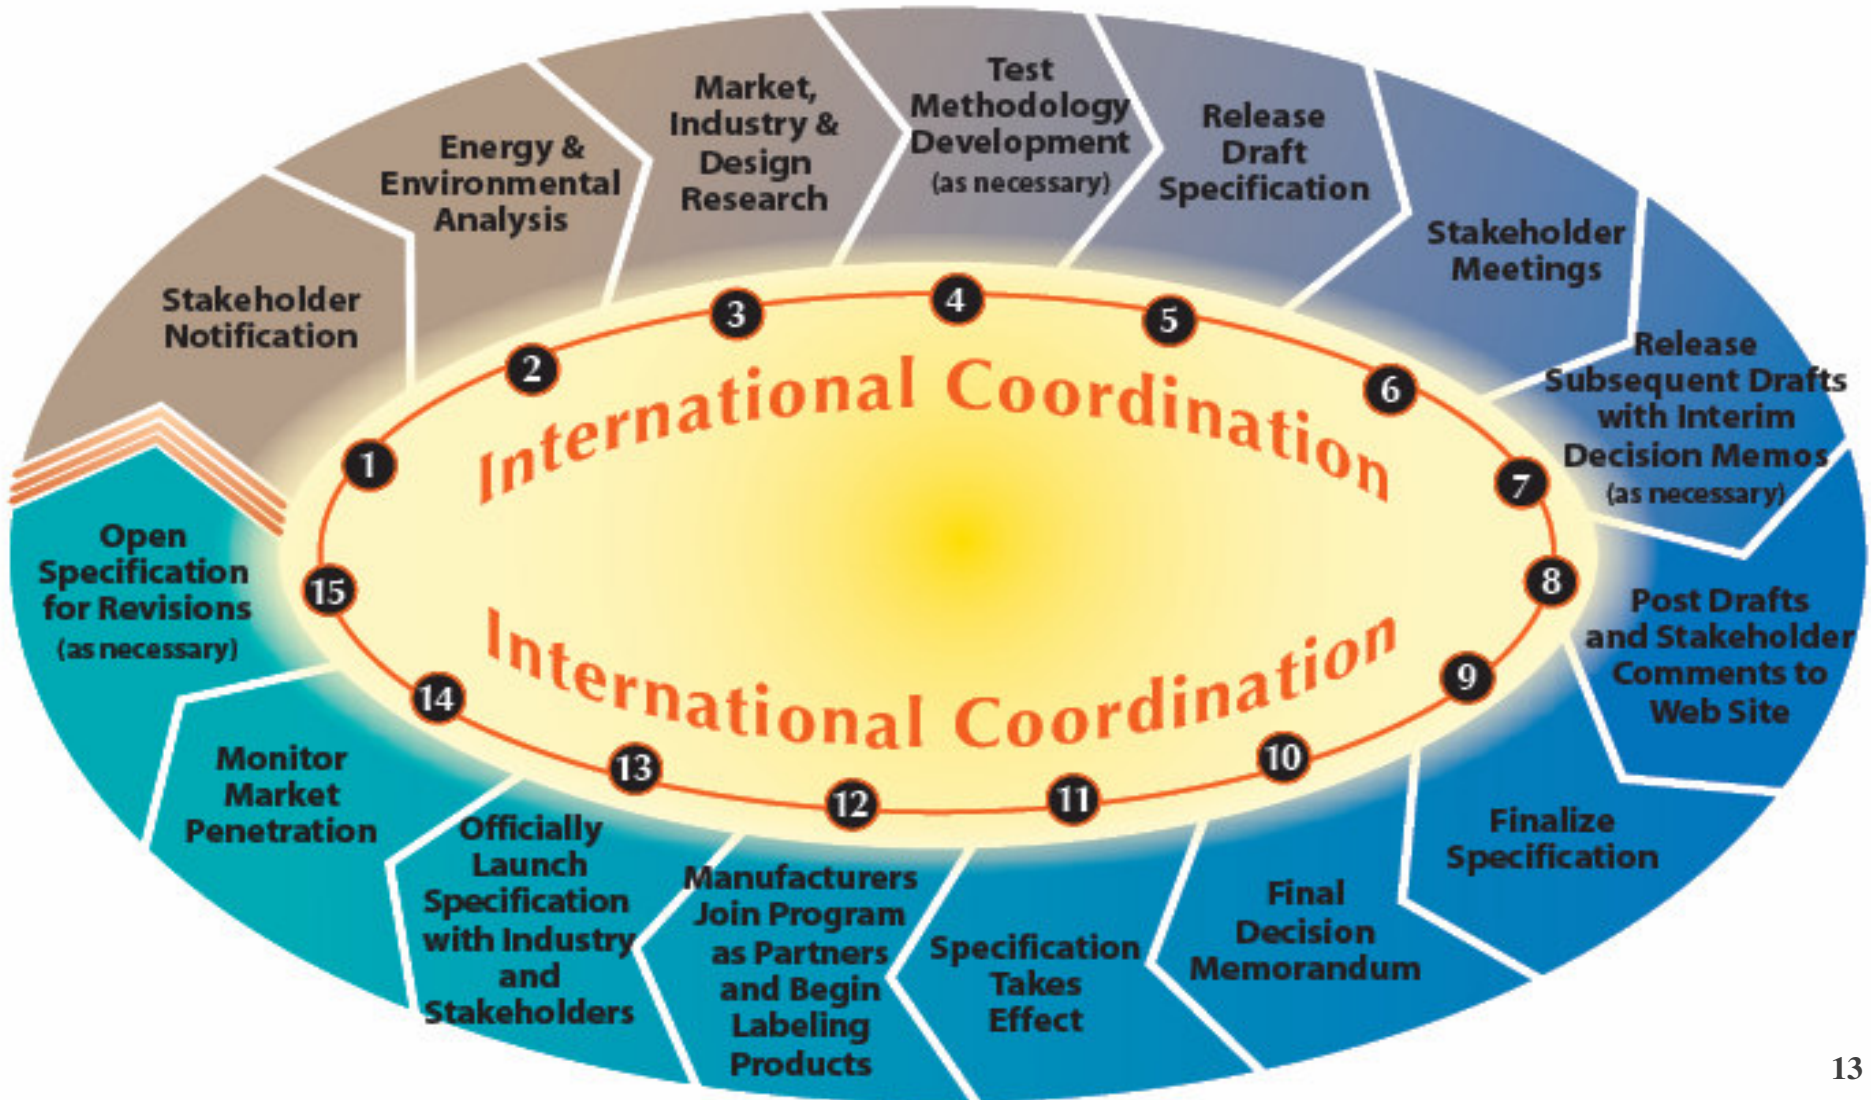 Stakeholder
Notification
1
Energy &
Environmental
Analysis
2
Market,
Industry &
Design
Research
3
Test
Methodology
Development
(as necessary)
4
Release
Draft
Specification
5
Stakeholder
Meetings
6
Release
Subsequent Drafts
with Interim
Decision Memos
(as necessary)
7
Post Drafts
and Stakeholder
Comments to
Web Site
8
Finalize
Specification
9
Final
Decision
Memorandum
10
Specification
Takes
Effect
11
Manufacturers
Join Program
as Partners
and Begin
Labeling
Products
12
Officially
Launch
Specification
with Industry
and
Stakeholders
13
Monitor
Market
Penetration
14
Open
Specification
for Revisions
(as necessary)
15
International Coordination
International Coordination
13